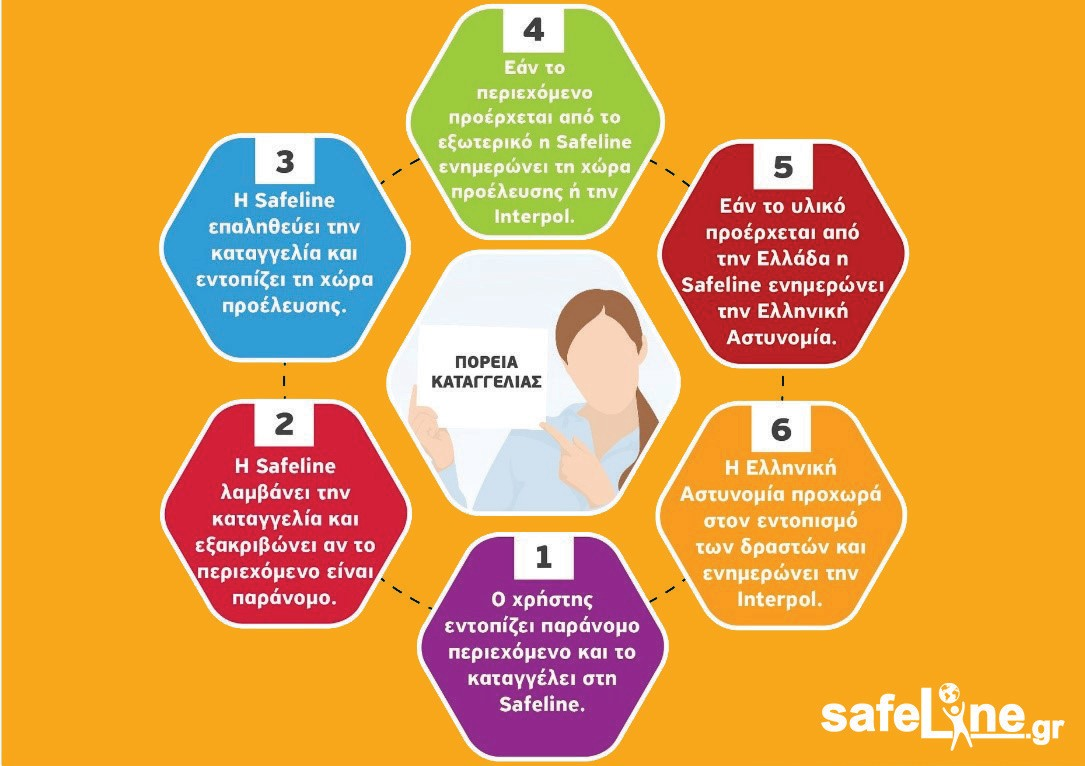 4
Εάν το
περιεχόμενο
προέρχεται από το
εξωτερικό η Safeline
ενημερώνει τη χώρα
προέλευσης ή την
Interpol.
3
Η Safeline
επαληθεύει την
καταγγελία και
εντοπίζει τη χώρα
προέλευσης.
5
Εάν το υλικό
προέρχεται από
την Ελλάδα η
Safeline ενημερώνει
την Ελληνική
Αστυνομία.
ΠΟΡΕΙΑ
ΚΑΤΑΓΓΕΛΙΑΣ
2
Η Safeline
λαμβάνει την
καταγγελία και
εξακριβώνει αν το
περιεχόμενο είναι
παράνομο.
6
Η Ελληνική
Αστυνομία προχωρά
στον εντοπισμό
των δραστών και
ενημερώνει την
Interpol.
1
Ο χρήστης
εντοπίζει παράνομο
περιεχόμενο και το
καταγγέλει στη
Safeline.
safeLine.gr